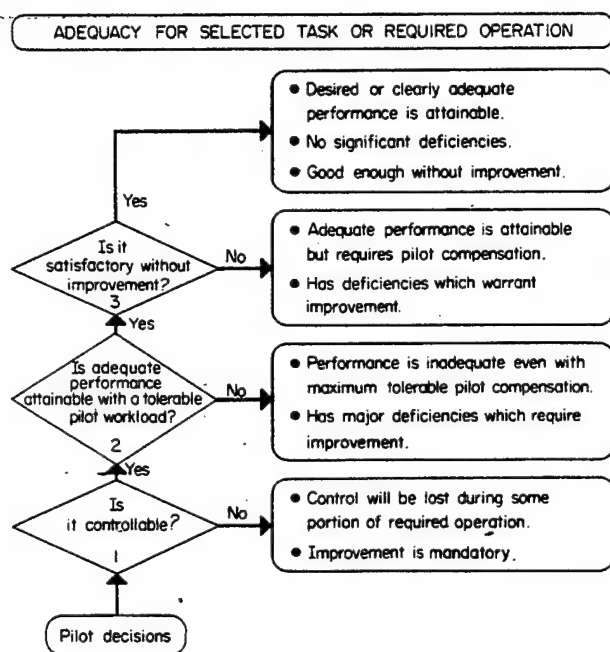 ADEQUACY FOR SELECTED TASK OR REQUIRED OPERATION
• Desired or clearly adequate
performance is attainable.
• No significant deficiencies.
• Good enough without improvement.
Yes
Is it
satisfactory without
improvement?
3
No
• Adequate performance is attainable
but requires pilot compensation.
• Has deficiencies which warrant
improvement.
Yes
Is adequate
performance
attainable with a tolerable
pilot workload?
2
No
• Performance is inadequate even with
maximum tolerable pilot compensation.
• Has major deficiencies which require
improvement.
Yes
Is
it controllable?
1
No
• Control will be lost during some
portion of required operation.
• Improvement is mandatory.
Pilot decisions